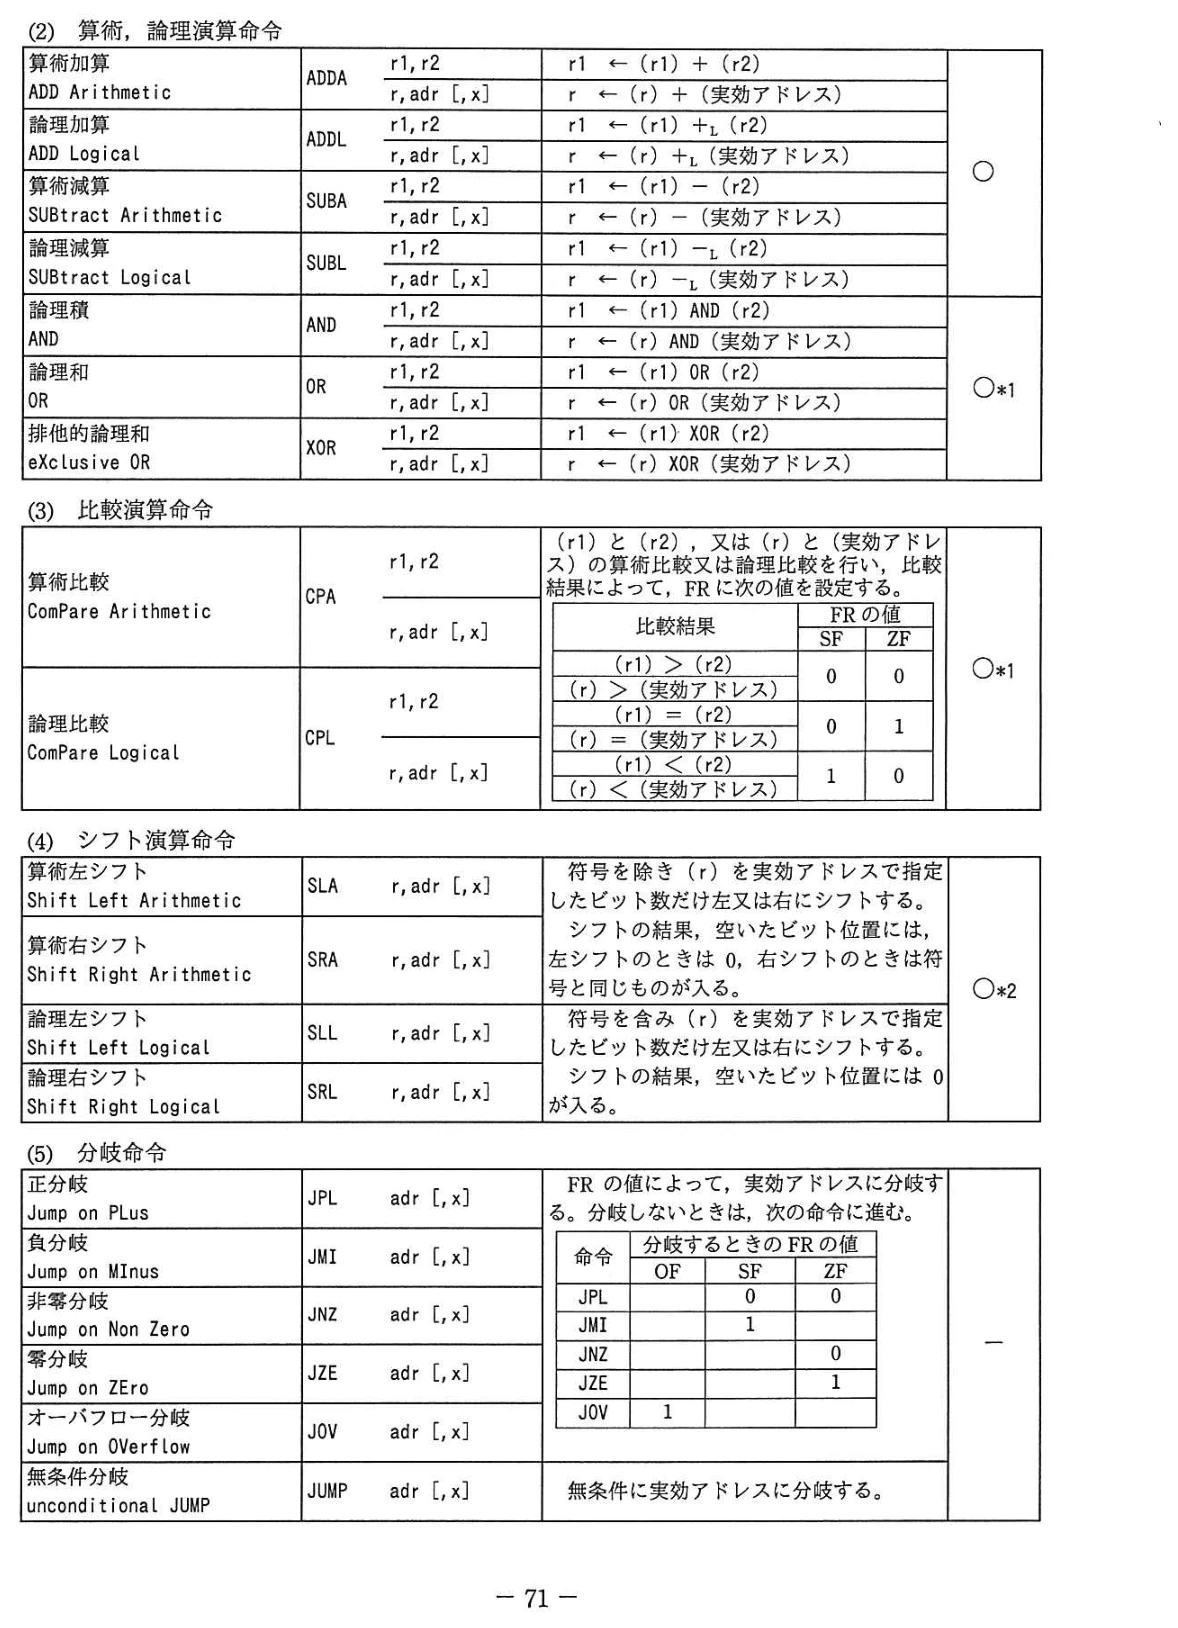 (2) 算術，論理演算命令
算術加算
ADD Arithmetic
ADDA
r1,r2
r1 ← (r1) ＋ (r2)
r,adr [,x]
r ← (r) ＋ (実効アドレス)
論理加算
ADD Logical
ADDL
r1,r2
r1 ← (r1) ＋L (r2)
r,adr [,x]
r ← (r) ＋L (実効アドレス)
算術減算
SUBtract Arithmetic
SUBA
r1,r2
r1 ← (r1) － (r2)
r,adr [,x]
r ← (r) － (実効アドレス)
論理減算
SUBtract Logical
SUBL
r1,r2
r1 ← (r1) －L (r2)
r,adr [,x]
r ← (r) －L (実効アドレス)
○
論理積
AND
AND
r1,r2
r1 ← (r1) AND (r2)
r,adr [,x]
r ← (r) AND (実効アドレス)
論理和
OR
OR
r1,r2
r1 ← (r1) OR (r2)
r,adr [,x]
r ← (r) OR (実効アドレス)
排他的論理和
eXclusive OR
XOR
r1,r2
r1 ← (r1) XOR (r2)
r,adr [,x]
r ← (r) XOR (実効アドレス)
○*1
(3) 比較演算命令
算術比較
ComPare Arithmetic
CPA
r1,r2
r,adr [,x]
論理比較
ComPare Logical
CPL
r1,r2
r,adr [,x]
(r1) と (r2) ，又は (r) と (実効アドレ
ス) の算術比較又は論理比較を行い，比較
結果によって，FR に次の値を設定する。
比較結果
FR の値
SF ZF
(r1) ＞ (r2)
(r) ＞ (実効アドレス)
0 0
(r1) ＝ (r2)
(r) ＝ (実効アドレス)
0 1
(r1) ＜ (r2)
(r) ＜ (実効アドレス)
1 0
○*1
(4) シフト演算命令
算術左シフト
Shift Left Arithmetic
SLA r,adr [,x]
算術右シフト
Shift Right Arithmetic
SRA r,adr [,x]
符号を除き (r) を実効アドレスで指定
したビット数だけ左又は右にシフトする。
シフトの結果，空いたビット位置には，
左シフトのときは 0，右シフトのときは符
号と同じものが入る。
論理左シフト
Shift Left Logical
SLL r,adr [,x]
論理右シフト
Shift Right Logical
SRL r,adr [,x]
符号を含み (r) を実効アドレスで指定
したビット数だけ左又は右にシフトする。
シフトの結果，空いたビット位置には 0
が入る。
○*2
(5) 分岐命令
正分岐
Jump on PLus
JPL adr [,x]
負分岐
Jump on MInus
JMI adr [,x]
非零分岐
Jump on Non Zero
JNZ adr [,x]
零分岐
Jump on ZEro
JZE adr [,x]
オーバフロー分岐
Jump on OVerflow
JOV adr [,x]
FR の値によって，実効アドレスに分岐す
る。分岐しないときは，次の命令に進む。
命令
分岐するときの FR の値
OF SF ZF
JPL 0 0
JMI 1
JNZ 0
JZE 1
JOV 1
無条件分岐
unconditional JUMP
JUMP adr [,x]
無条件に実効アドレスに分岐する。
－
－ 71 －